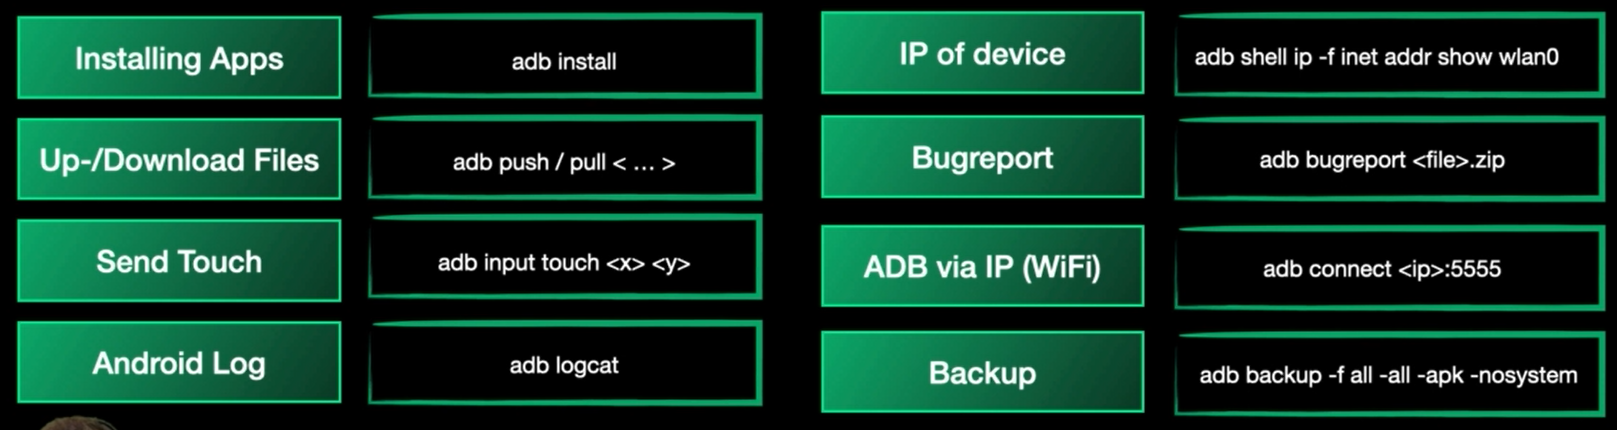 Installing Apps
adb install
Up-/Download Files
adb push / pull < ... >
Send Touch
adb input touch <x> <y>
Android Log
adb logcat
IP of device
adb shell ip -f inet addr show wlan0
Bugreport
adb bugreport <file>.zip
ADB via IP (WiFi)
adb connect <ip>:5555
Backup
adb backup -f all -all -apk -nosystem